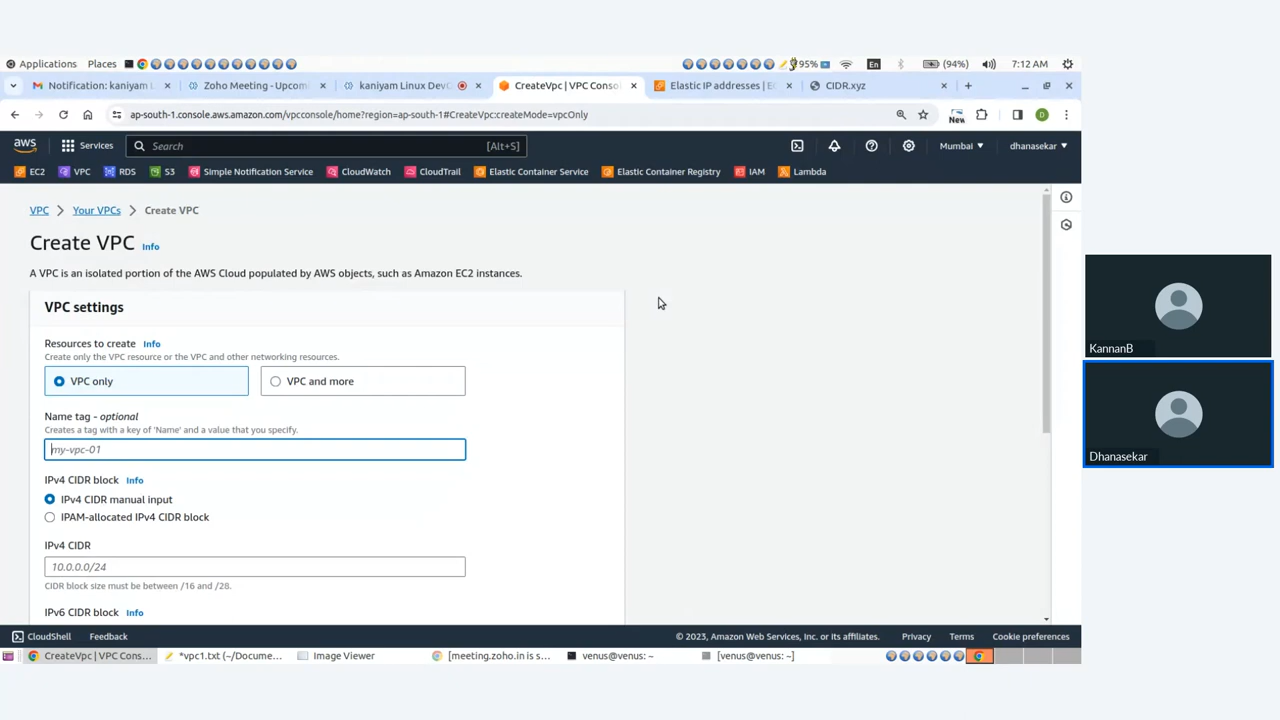 Applications Places 95% En (94%) 7:12 AM
Notification: kaniyam L Zoho Meeting - Upcomi kaniyam Linux DevO CreateVpc | VPC Conso Elastic IP addresses | EC CIDR.xyz
ap-south-1.console.aws.amazon.com/vpcconsole/home?region=ap-south-1#CreateVpc:createMode=vpcOnly New D
aws Services Search [Alt+S] Mumbai dhanasekar
EC2 VPC RDS S3 Simple Notification Service CloudWatch CloudTrail Elastic Container Service Elastic Container Registry IAM Lambda
VPC Your VPCs Create VPC
Create VPC Info
A VPC is an isolated portion of the AWS Cloud populated by AWS objects, such as Amazon EC2 instances.
VPC settings
Resources to create Info
Create only the VPC resource or the VPC and other networking resources.
VPC only VPC and more
Name tag - optional
Creates a tag with a key of 'Name' and a value that you specify.
my-vpc-01
IPv4 CIDR block Info
IPv4 CIDR manual input
IPAM-allocated IPv4 CIDR block
IPv4 CIDR
10.0.0.0/24
CIDR block size must be between /16 and /28.
IPv6 CIDR block Info
CloudShell Feedback © 2023, Amazon Web Services, Inc. or its affiliates. Privacy Terms Cookie preferences
CreateVpc | VPC Cons... *vpc1.txt (~/Docume... Image Viewer [meeting.zoho.in is s... venus@venus: ~ [venus@venus: ~]
KannanB
Dhanasekar